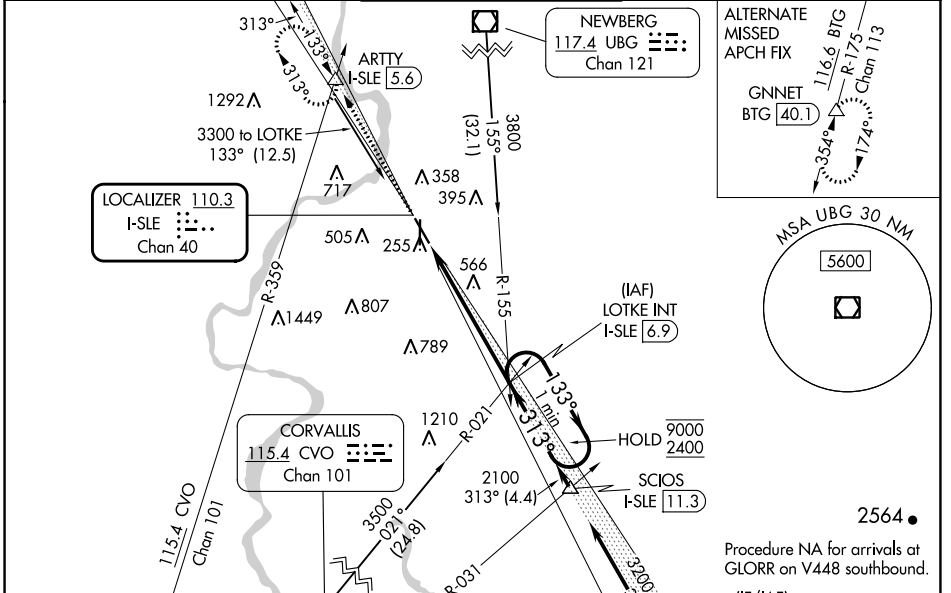 313°
133°
313°
ARTTY
I-SLE 5.6
1292
3300 to LOTKE
133° (12.5)
NEWBERG
117.4 UBG
Chan 121
3800
155°
(32.1)
ALTERNATE
MISSED
APCH FIX
116.6 BTG
R-175
Chan 113
GNNET
BTG 40.1
354°
174°
717
358
395
LOCALIZER 110.3
I-SLE
Chan 40
505
255
566
R-155
R-359
MSA UBG 30 NM
5600
(IAF)
LOTKE INT
I-SLE 6.9
1449
807
789
133°
1 min
313°
HOLD 9000
2400
1210
R-021
CORVALLIS
115.4 CVO
Chan 101
2100
313° (4.4)
SCIOS
I-SLE 11.3
3500
021°
(24.8)
115.4 CVO
Chan 101
R-031
3200
2564
Procedure NA for arrivals at
GLORR on V448 southbound.